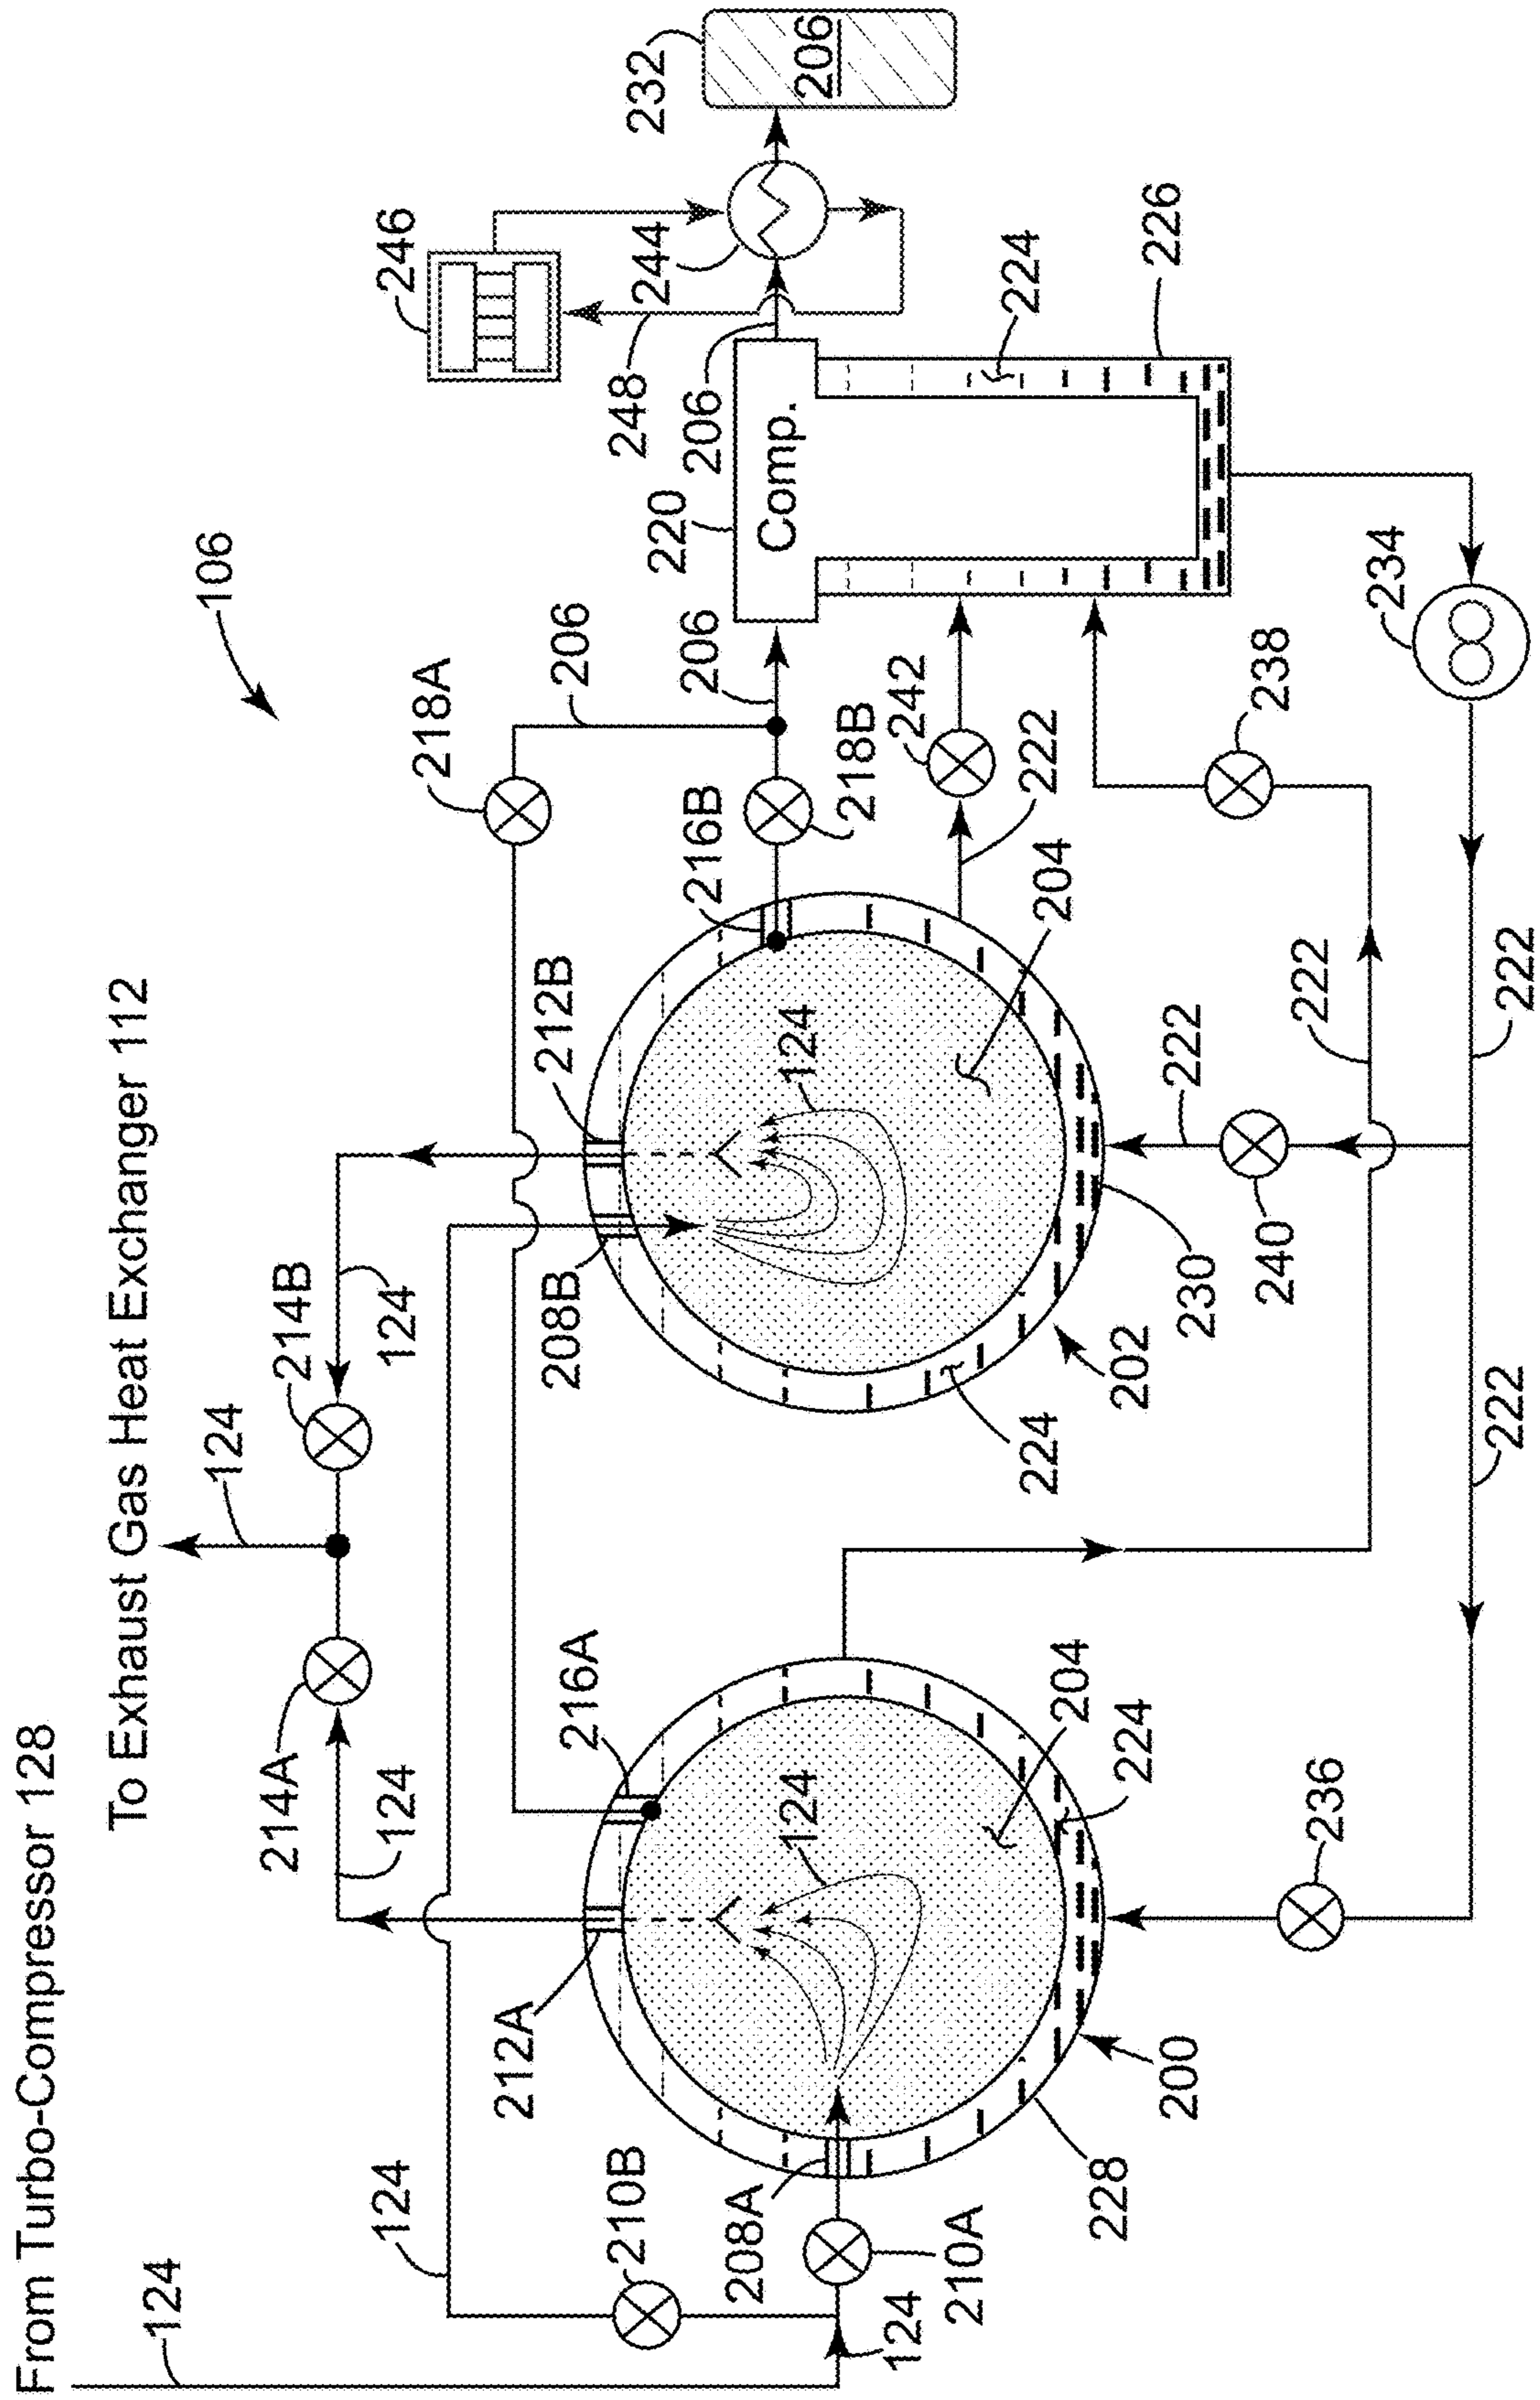 From Turbo-Compressor 128
To Exhaust Gas Heat Exchanger 112
124
124
106
214A
214B
124
124
124
246
218A
212A
208B
212B
206
216A
210B
248
244
232
220
216B
206
206
208A
Comp.
124
124
206
218B
124
242
210A
224
224
222
204
204
228
202
224
226
200
222
230
240
238
222
236
234
222
222